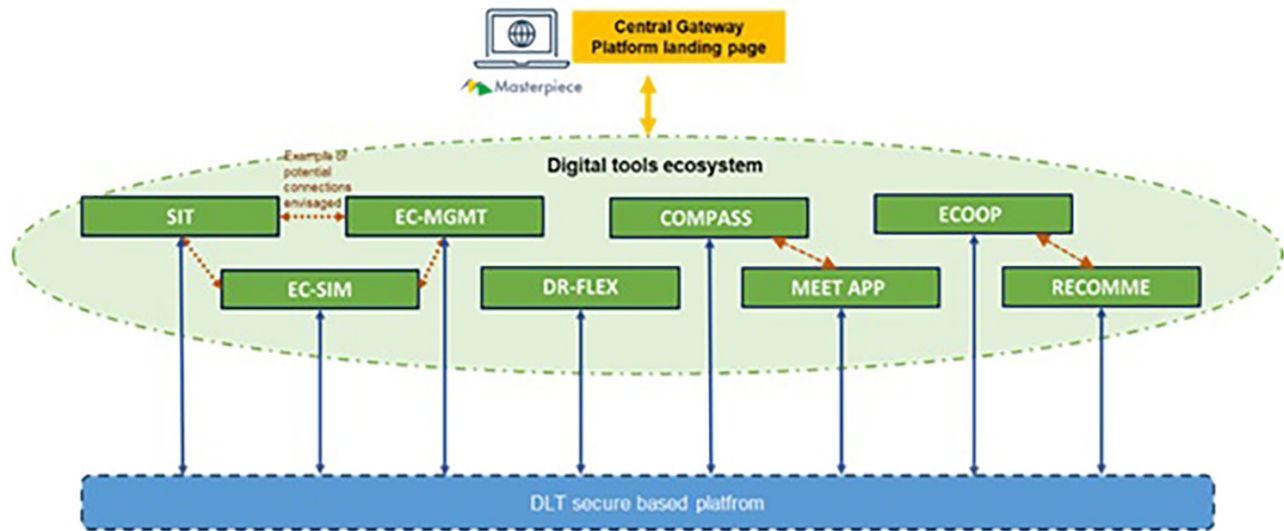 Central Gateway
Platform landing page
Masterpiece
Digital tools ecosystem
Example of
potential
connections
envisaged
SIT
EC-MGMT
COMPASS
ECOOP
EC-SIM
DR-FLEX
MEET APP
RECOMME
DLT secure based platfrom